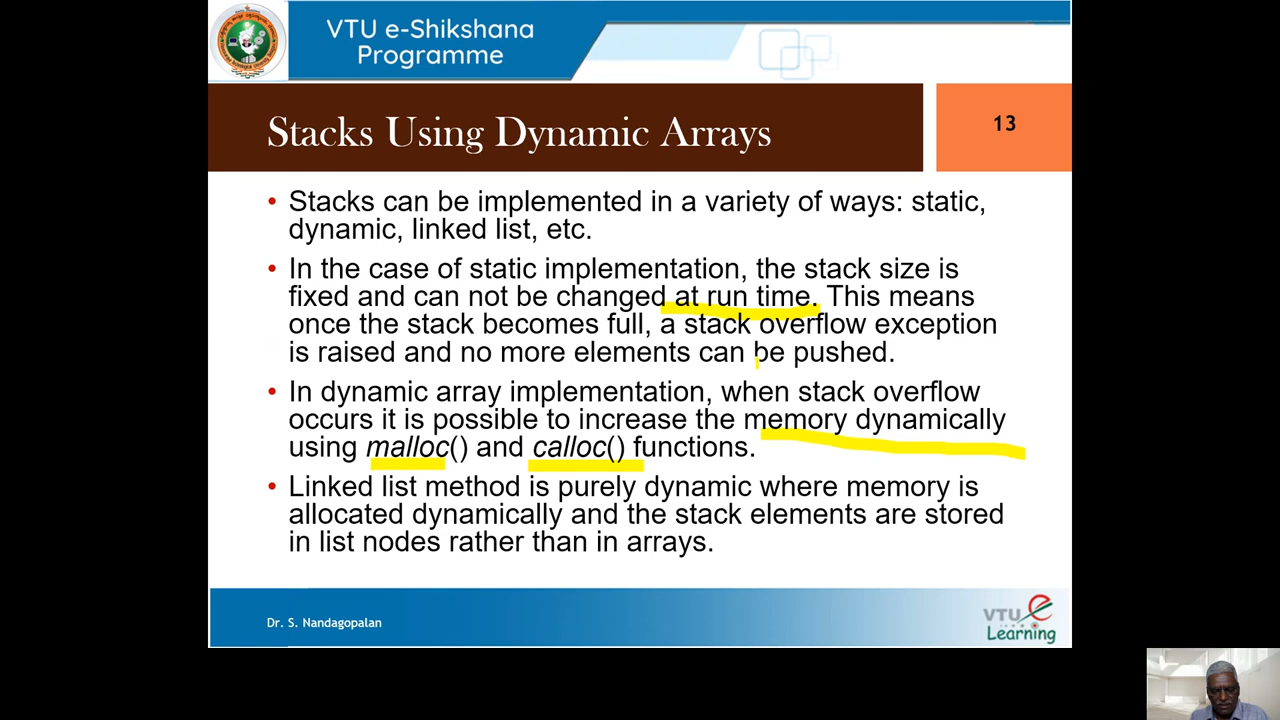 VTU e-Shikshana
Programme
Stacks Using Dynamic Arrays
13
• Stacks can be implemented in a variety of ways: static,
dynamic, linked list, etc.
• In the case of static implementation, the stack size is
fixed and can not be changed at run time. This means
once the stack becomes full, a stack overflow exception
is raised and no more elements can be pushed.
• In dynamic array implementation, when stack overflow
occurs it is possible to increase the memory dynamically
using malloc() and calloc() functions.
• Linked list method is purely dynamic where memory is
allocated dynamically and the stack elements are stored
in list nodes rather than in arrays.
Dr. S. Nandagopalan
VTU e
Learning